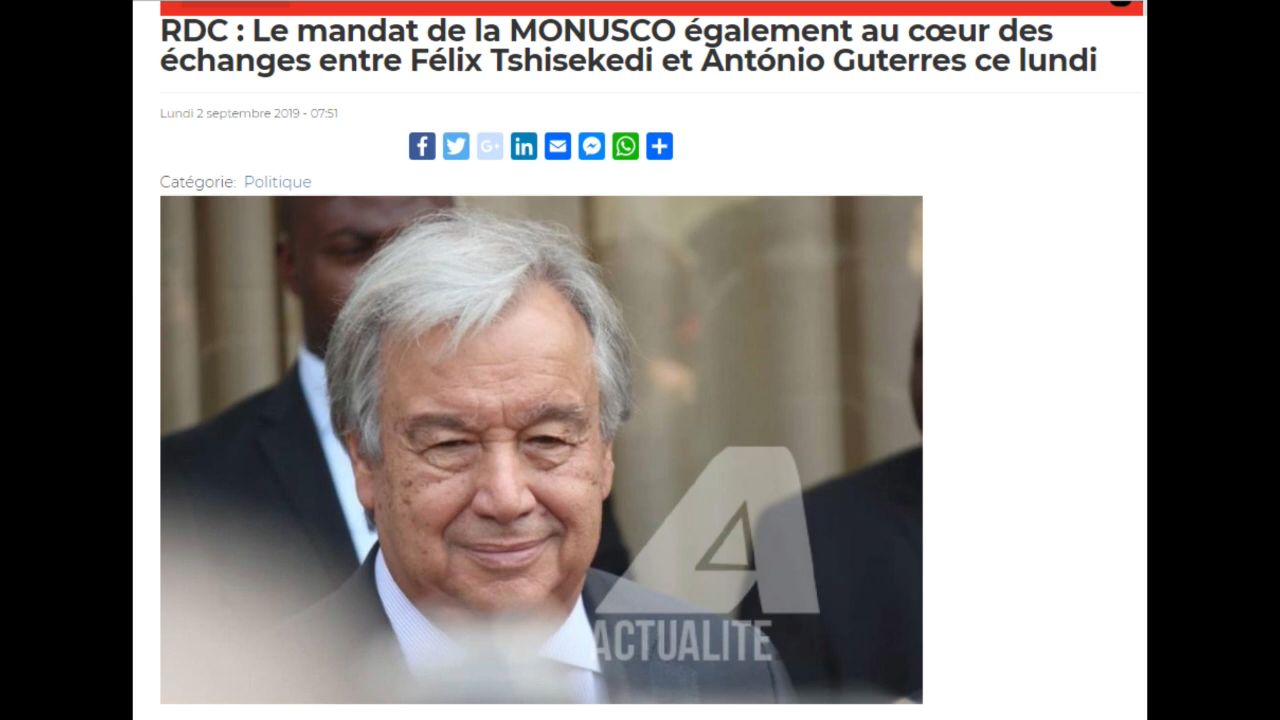 RDC : Le mandat de la MONUSCO également au cœur des
échanges entre Félix Tshisekedi et António Guterres ce lundi
Lundi 2 septembre 2019 - 07:51
G+
in
Catégorie: Politique
ACTUALITE